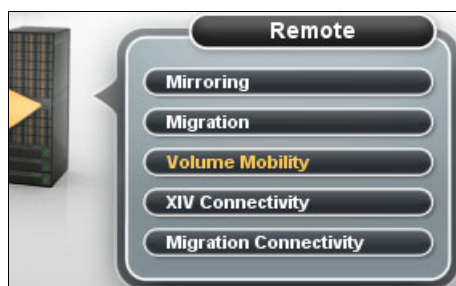 Remote
Mirroring
Migration
Volume Mobility
XIV Connectivity
Migration Connectivity